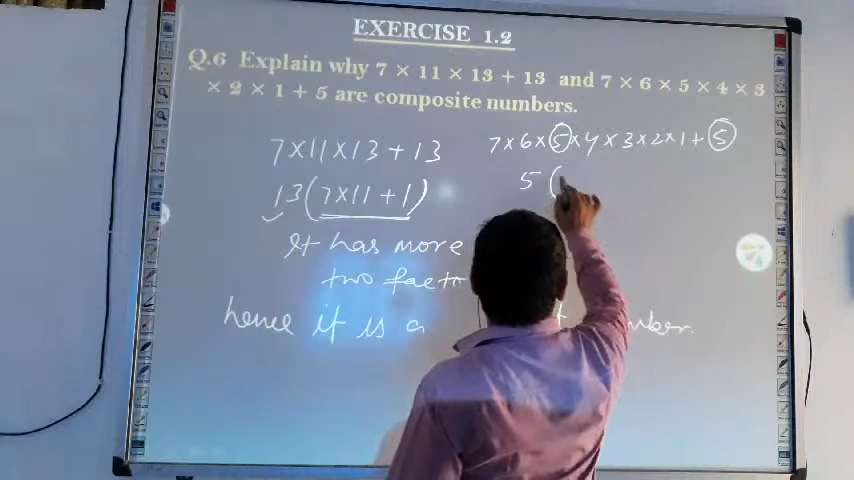 EXERCISE 1.2
Q.6 Explain why 7 × 11 × 13 + 13 and 7 × 6 × 5 × 4 × 3
× 2 × 1 + 5 are composite numbers.
7×11×13+13
13(7×11+1)
It has more
two
hence it is a
7×6×5×4×3×2×1+5
5(